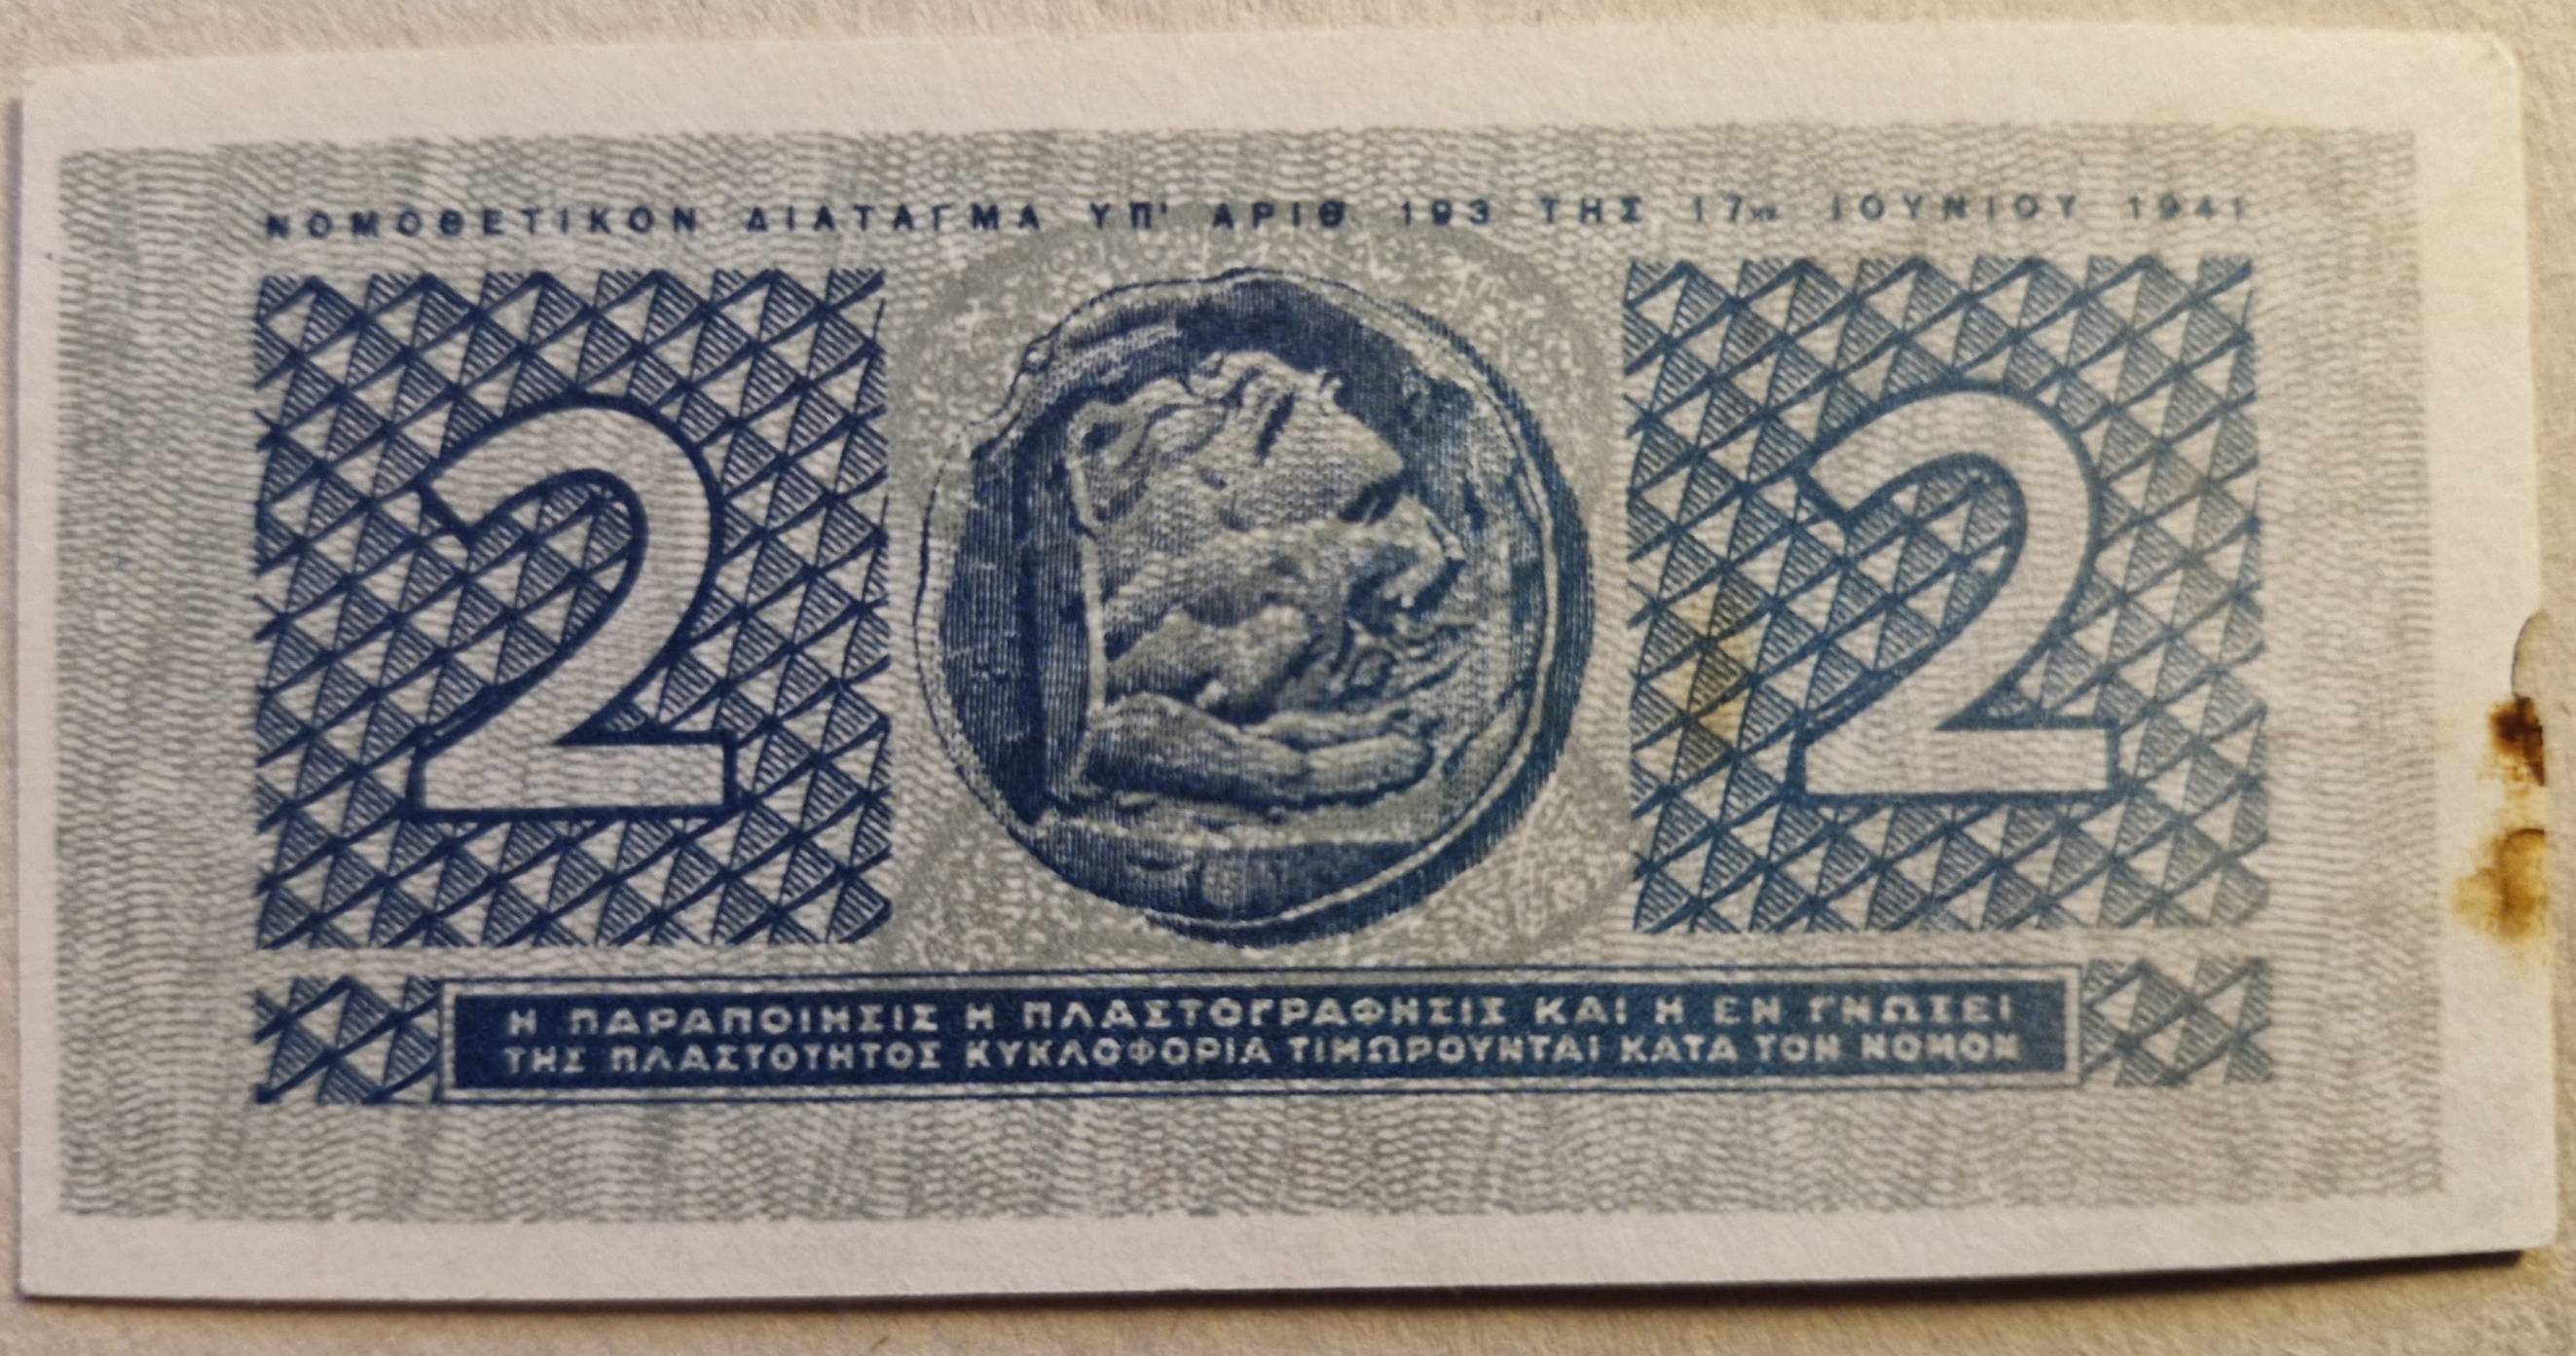 ΝΟΜΟΘΕΤΙΚΟΝ ΔΙΑΤΑΓΜΑ ΥΠ' ΑΡΙΘ 193 ΤΗΣ 17ης ΙΟΥΝΙΟΥ 1941
2 2
Η ΠΑΡΑΠΟΙΗΣΙΣ Η ΠΛΑΣΤΟΓΡΑΦΗΣΙΣ ΚΑΙ Η ΕΝ ΓΝΩΣΕΙ
ΤΗΣ ΠΛΑΣΤΟΤΗΤΟΣ ΚΥΚΛΟΦΟΡΙΑ ΤΙΜΩΡΟΥΝΤΑΙ ΚΑΤΑ ΤΟΝ ΝΟΜΟΝ